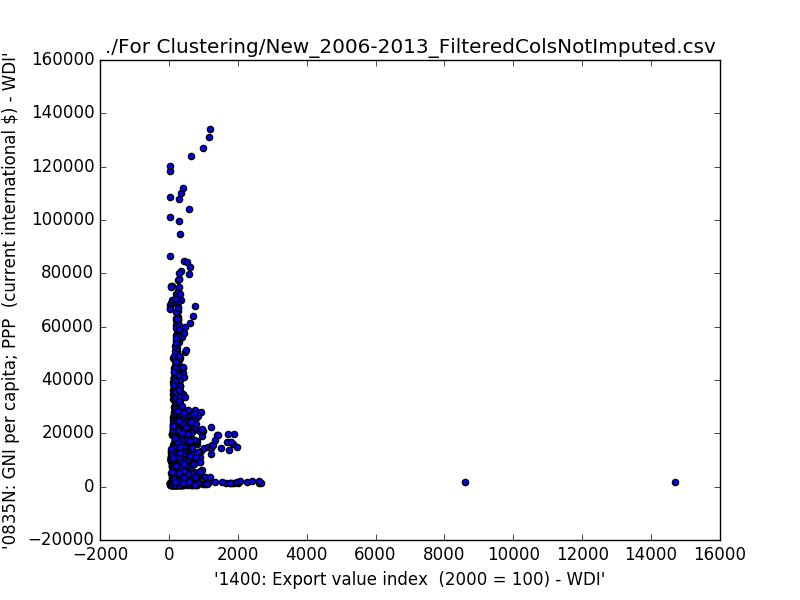 ./For Clustering/New_2006-2013_FilteredColsNotImputed.csv
160000
140000
120000
100000
80000
60000
40000
20000
0
−20000
−2000 0 2000 4000 6000 8000 10000 12000 14000 16000
'0835N: GNI per capita; PPP  (current international $) - WDI'
'1400: Export value index  (2000 = 100) - WDI'